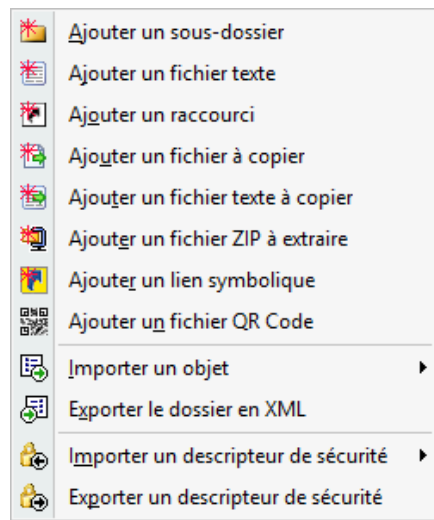 Ajouter un sous-dossier
Ajouter un fichier texte
Ajouter un raccourci
Ajouter un fichier à copier
Ajouter un fichier texte à copier
Ajouter un fichier ZIP à extraire
Ajouter un lien symbolique
Ajouter un fichier QR Code
Importer un objet
Exporter le dossier en XML
Importer un descripteur de sécurité
Exporter un descripteur de sécurité